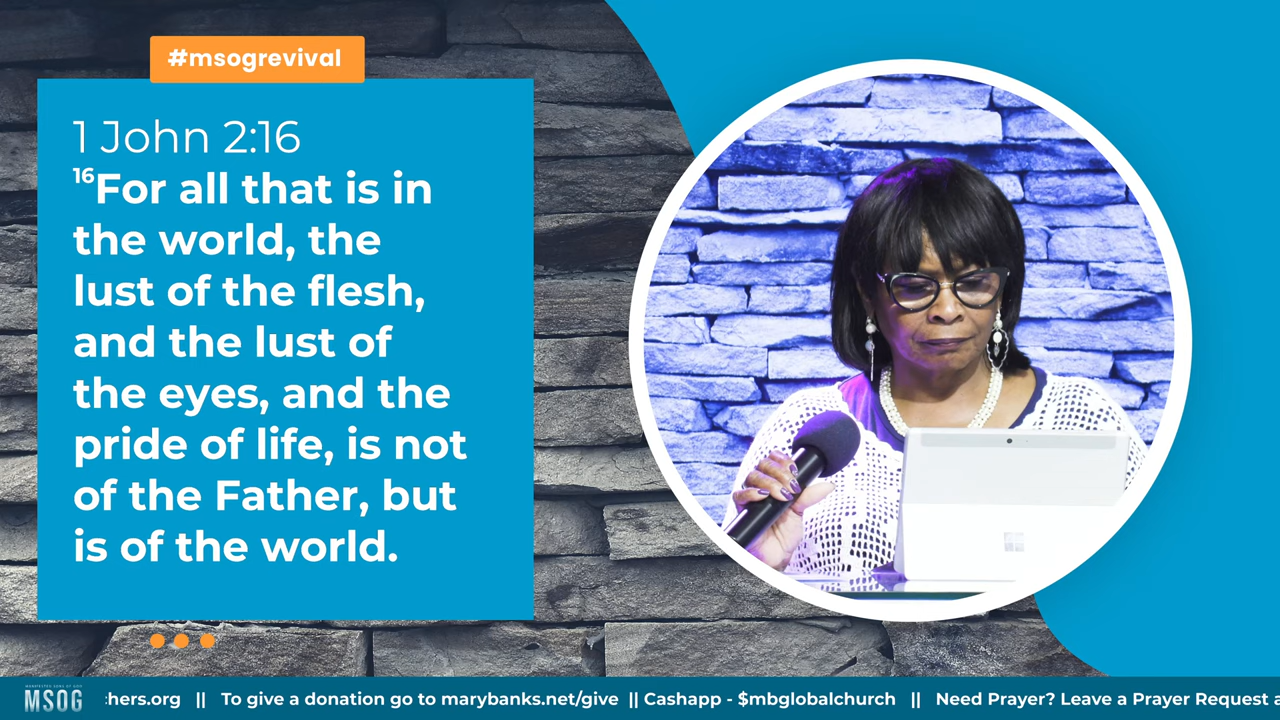 #msogrevival
1 John 2:16
16For all that is in
the world, the
lust of the flesh,
and the lust of
the eyes, and the
pride of life, is not
of the Father, but
is of the world.
MSOG
hers.org || To give a donation go to marybanks.net/give || Cashapp - $mbglobalchurch || Need Prayer? Leave a Prayer Request a